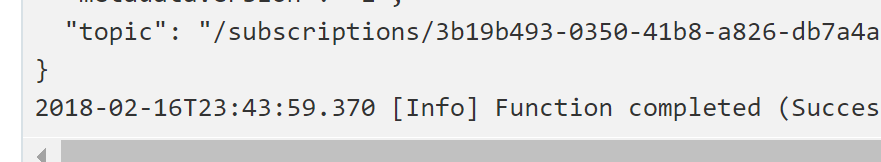 "topic": "/subscriptions/3b19b493-0350-41b8-a826-db7a4a
}
2018-02-16T23:43:59.370 [Info] Function completed (Succes